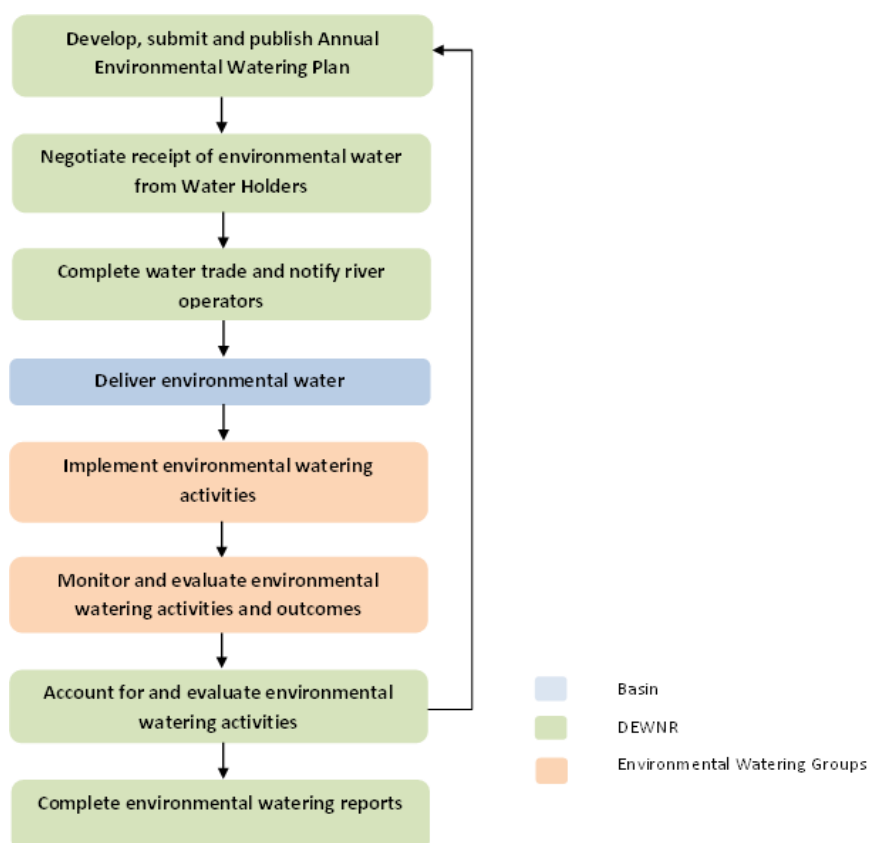 Develop, submit and publish Annual
Environmental Watering Plan
Negotiate receipt of environmental water
from Water Holders
Complete water trade and notify river
operators
Deliver environmental water
Implement environmental watering
activities
Monitor and evaluate environmental
watering activities and outcomes
Account for and evaluate environmental
watering activities
Complete environmental watering reports
Basin
DEWNR
Environmental Watering Groups